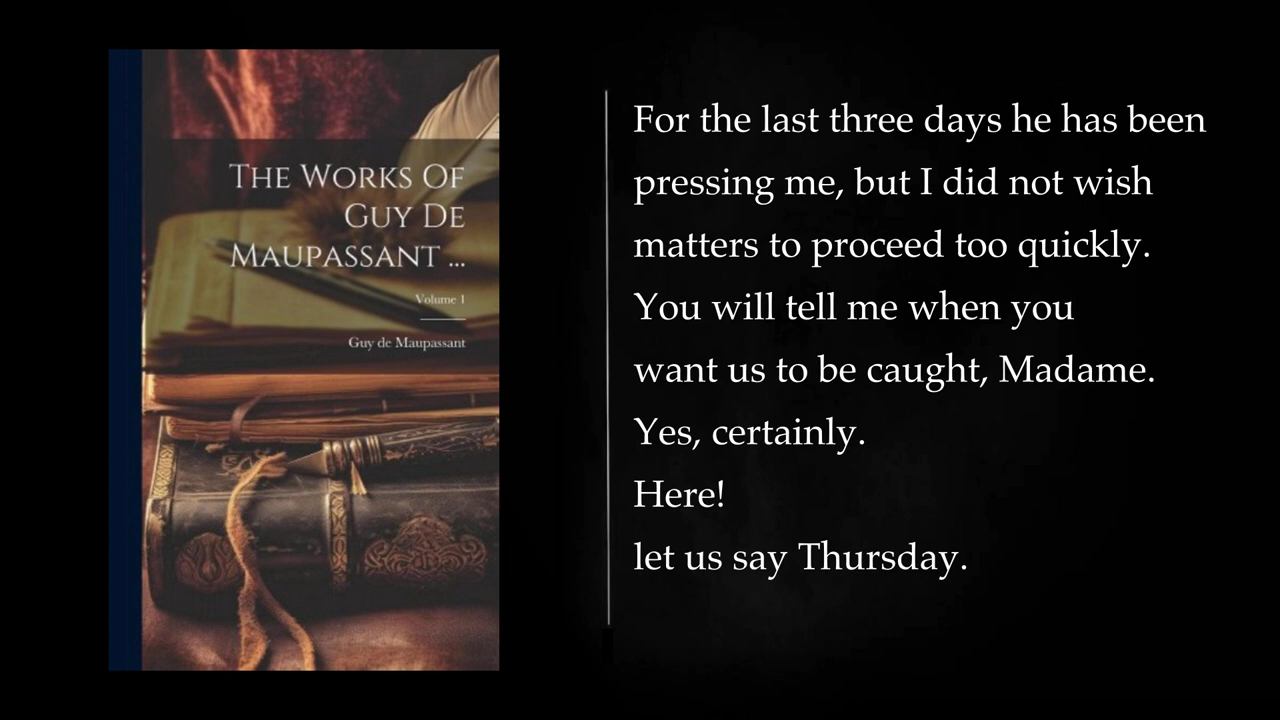 The Works Of
Guy De
Maupassant ...
Volume 1
Guy de Maupassant
For the last three days he has been
pressing me, but I did not wish
matters to proceed too quickly.
You will tell me when you
want us to be caught, Madame.
Yes, certainly.
Here!
let us say Thursday.